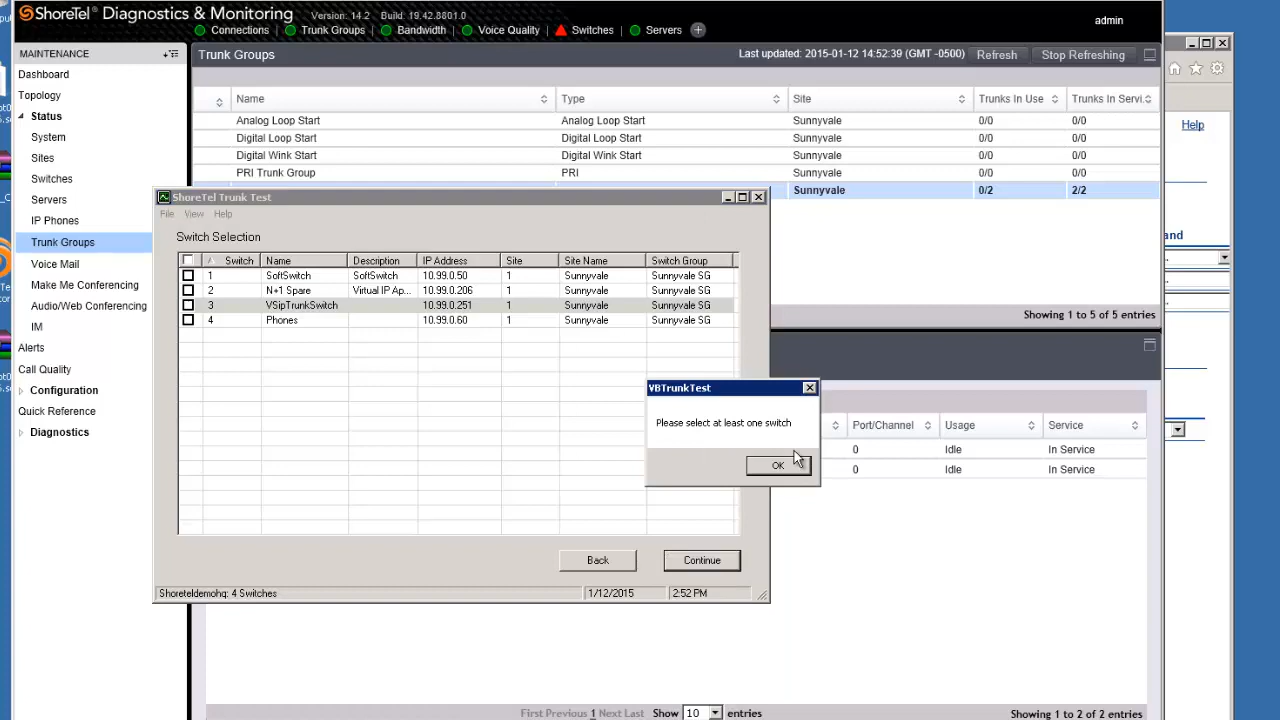 ShoreTel Diagnostics & Monitoring Version: 14.2 Build: 19.42.8801.0
admin
Connections Trunk Groups Bandwidth Voice Quality Switches Servers
MAINTENANCE
Dashboard
Topology
Status
System
Sites
Switches
Servers
IP Phones
Trunk Groups
Voice Mail
Make Me Conferencing
Audio/Web Conferencing
IM
Alerts
Call Quality
Configuration
Quick Reference
Diagnostics
Trunk Groups Last updated: 2015-01-12 14:52:39 (GMT -0500) Refresh Stop Refreshing
Name Type Site Trunks In Use Trunks In Servi.
Analog Loop Start Analog Loop Start Sunnyvale 0/0 0/0
Digital Loop Start Digital Loop Start Sunnyvale 0/0 0/0
Digital Wink Start Digital Wink Start Sunnyvale 0/0 0/0
PRI Trunk Group PRI Sunnyvale 0/0 0/0
Sunnyvale 0/2 2/2
Showing 1 to 5 of 5 entries
ShoreTel Trunk Test
File View Help
Switch Selection
Switch Name Description IP Address Site Site Name Switch Group
1 SoftSwitch SoftSwitch 10.99.0.50 1 Sunnyvale Sunnyvale SG
2 N+1 Spare Virtual IP Ap... 10.99.0.206 1 Sunnyvale Sunnyvale SG
3 VSipTrunkSwitch 10.99.0.251 1 Sunnyvale Sunnyvale SG
4 Phones 10.99.0.60 1 Sunnyvale Sunnyvale SG
VBTrunkTest
Please select at least one switch
OK
Back Continue
Shoreteldemohq: 4 Switches 1/12/2015 2:52 PM
Port/Channel Usage Service
0 Idle In Service
0 Idle In Service
First Previous 1 Next Last Show 10 entries Showing 1 to 2 of 2 entries
Help